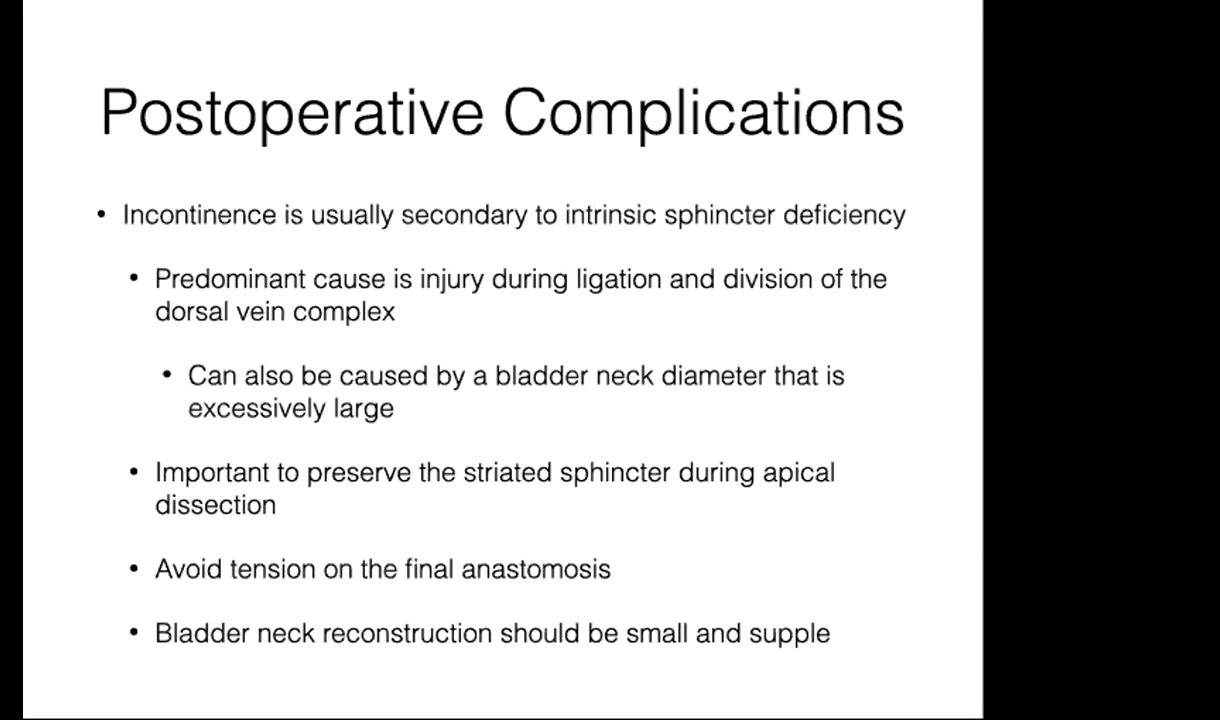 Postoperative Complications
• Incontinence is usually secondary to intrinsic sphincter deficiency
• Predominant cause is injury during ligation and division of the
dorsal vein complex
• Can also be caused by a bladder neck diameter that is
excessively large
• Important to preserve the striated sphincter during apical
dissection
• Avoid tension on the final anastomosis
• Bladder neck reconstruction should be small and supple